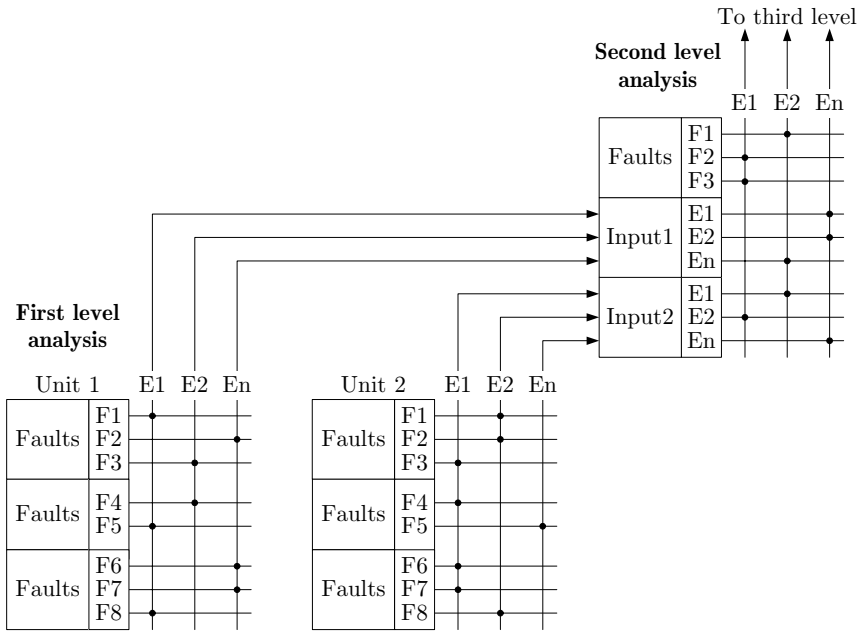 To third level
Second level
analysis
E1 E2 En
Faults
F1
F2
F3
Input1
E1
E2
En
Input2
E1
E2
En
First level
analysis
Unit 1 E1 E2 En
Faults
F1
F2
F3
Faults
F4
F5
Faults
F6
F7
F8
Unit 2 E1 E2 En
Faults
F1
F2
F3
Faults
F4
F5
Faults
F6
F7
F8